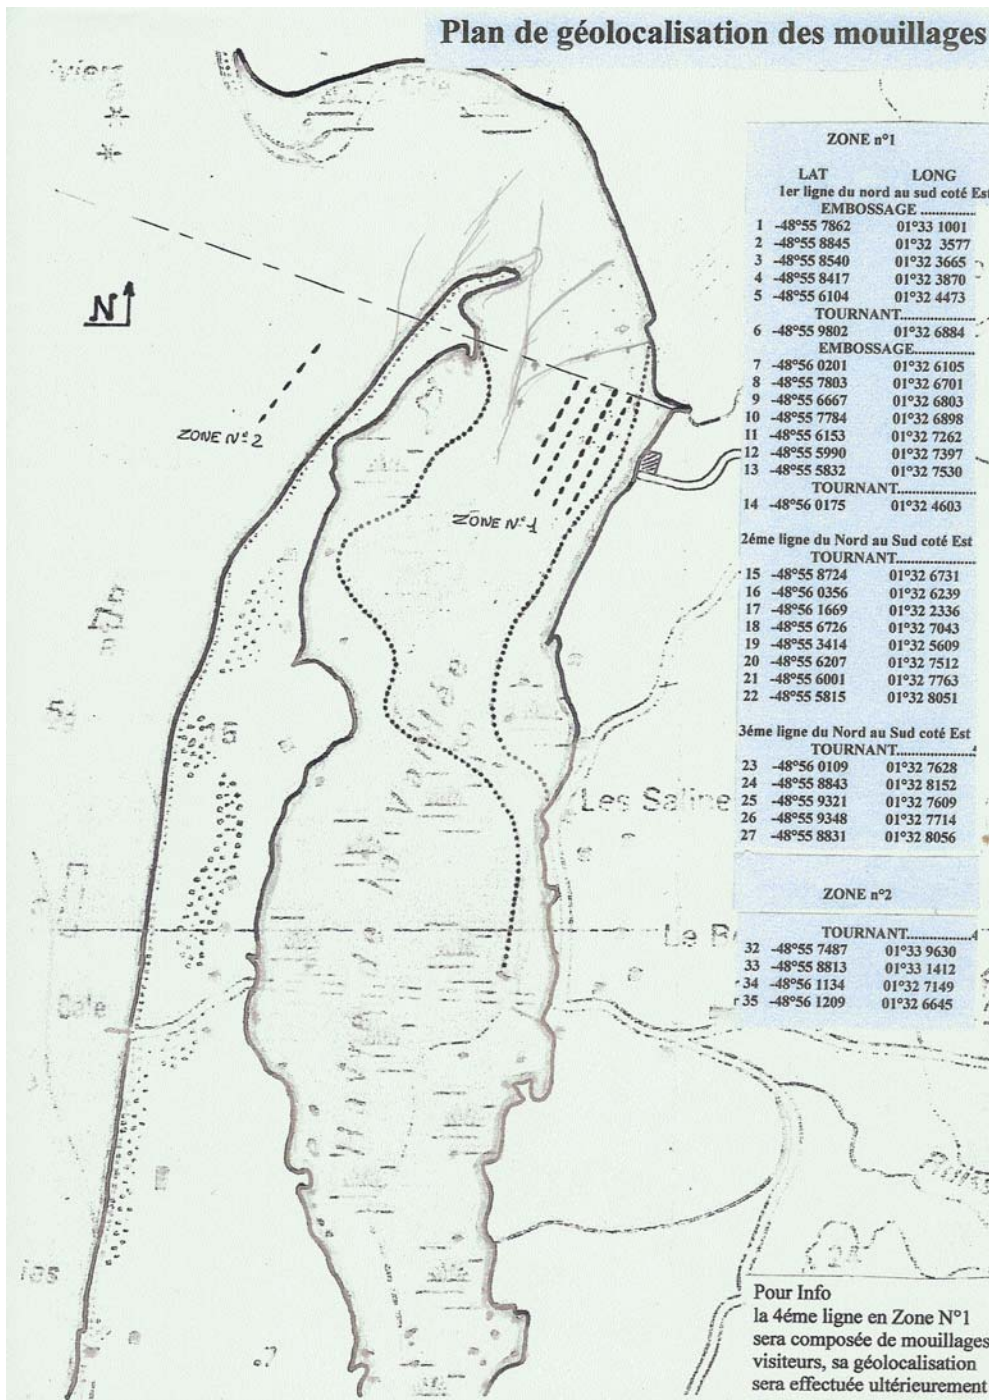 Plan de géolocalisation des mouillages
ZONE n°1
LAT LONG
1er ligne du nord au sud coté Est
EMBOSSAGE ...............
1 -48°55 7862 01°33 1001
2 -48°55 8845 01°32 3577
3 -48°55 8540 01°32 3665
4 -48°55 8417 01°32 3870
5 -48°55 6104 01°32 4473
TOURNANT....................
6 -48°55 9802 01°32 6884
EMBOSSAGE................
7 -48°56 0201 01°32 6105
8 -48°55 7803 01°32 6701
9 -48°55 6667 01°32 6803
10 -48°55 7784 01°32 6898
11 -48°55 6153 01°32 7262
12 -48°55 5990 01°32 7397
13 -48°55 5832 01°32 7530
TOURNANT.....................
14 -48°56 0175 01°32 4603
2éme ligne du Nord au Sud coté Est
TOURNANT.....................
15 -48°55 8724 01°32 6731
16 -48°56 0356 01°32 6239
17 -48°56 1669 01°32 2336
18 -48°55 6726 01°32 7043
19 -48°55 3414 01°32 5609
20 -48°55 6207 01°32 7512
21 -48°55 6001 01°32 7763
22 -48°55 5815 01°32 8051
3éme ligne du Nord au Sud coté Est
TOURNANT.....................
23 -48°56 0109 01°32 7628
24 -48°55 8843 01°32 8152
25 -48°55 9321 01°32 7609
26 -48°55 9348 01°32 7714
27 -48°55 8831 01°32 8056
ZONE n°2
TOURNANT....................
32 -48°55 7487 01°33 9630
33 -48°55 8813 01°33 1412
34 -48°56 1134 01°32 7149
35 -48°56 1209 01°32 6645
N
ZONE N°2
ZONE N°1
Les Saline
Le
Pour Info
la 4éme ligne en Zone N°1
sera composée de mouillages
visiteurs, sa géolocalisation
sera effectuée ultérieurement